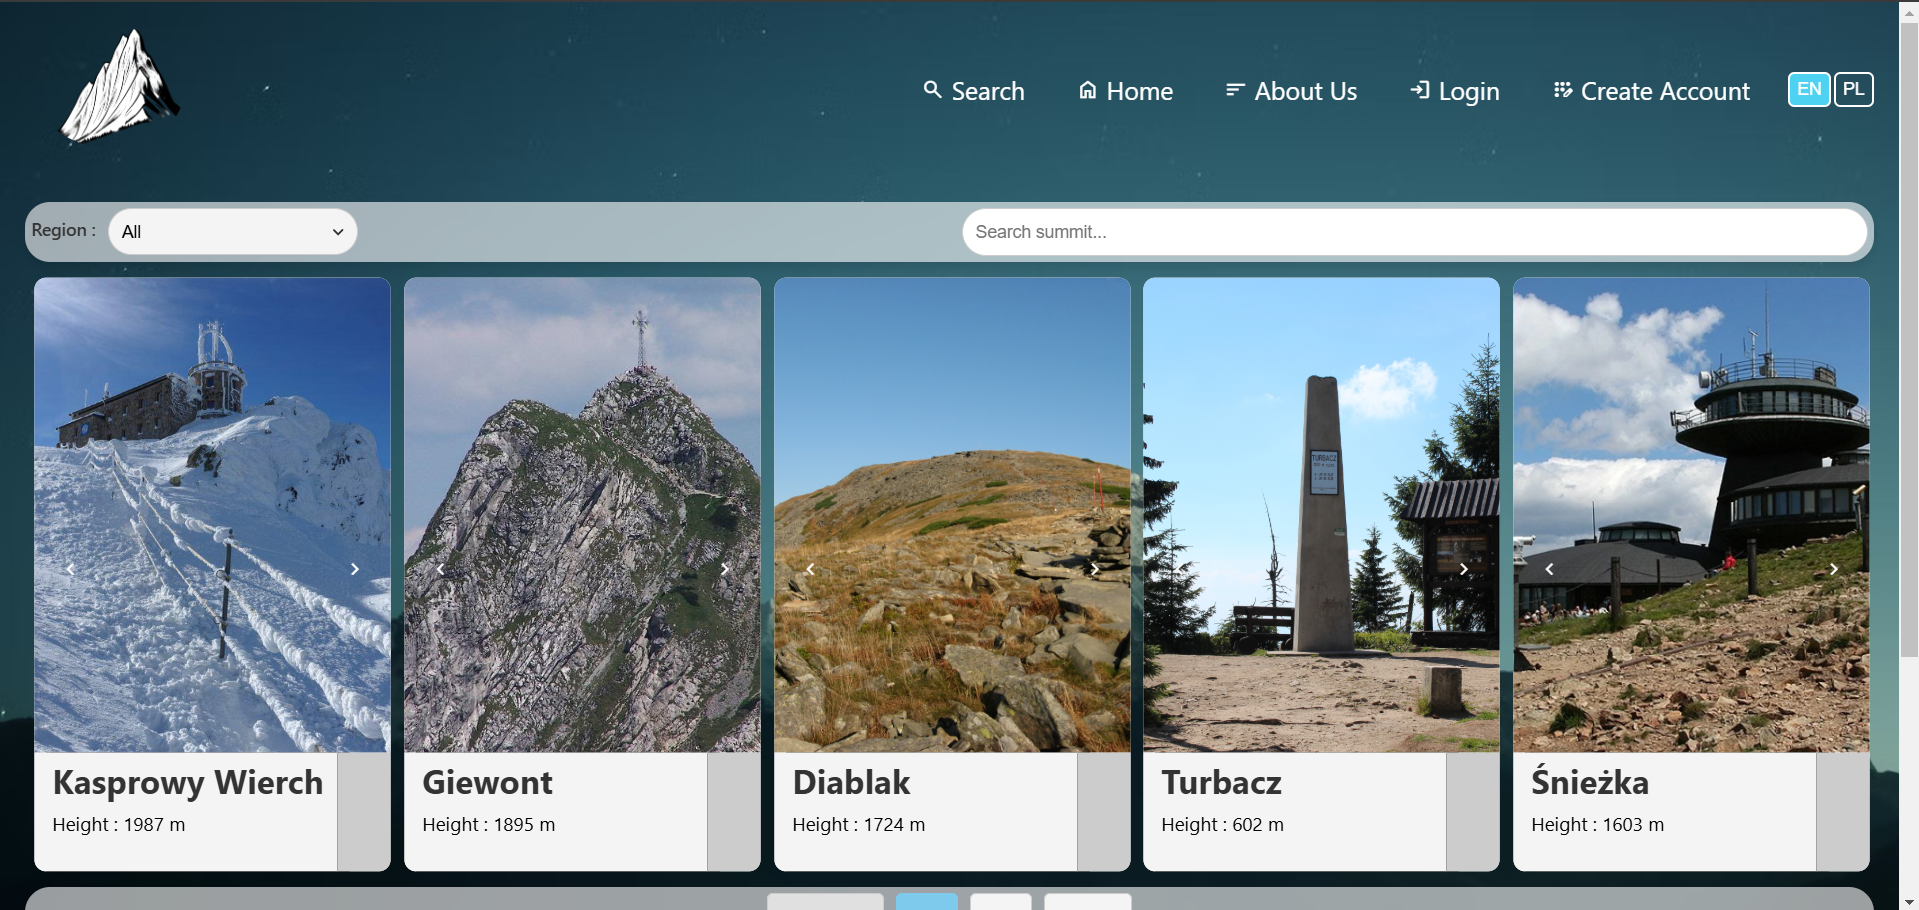 Search
Home
About Us
Login
Create Account
EN
PL
Region :
All
Search summit...
TURBACZ
Kasprowy Wierch
Height : 1987 m
Giewont
Height : 1895 m
Diablak
Height : 1724 m
Turbacz
Height : 602 m
Śnieżka
Height : 1603 m